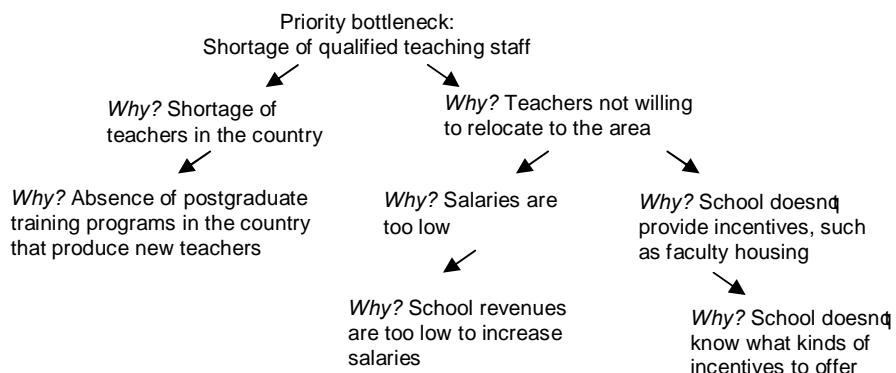 Priority bottleneck:
Shortage of qualified teaching staff
Why? Shortage of
teachers in the country
Why? Teachers not willing
to relocate to the area
Why? Absence of postgraduate
training programs in the country
that produce new teachers
Why? Salaries are
too low
Why? School doesnq
provide incentives, such
as faculty housing
Why? School revenues
are too low to increase
salaries
Why? School doesnq
know what kinds of
incentives to offer